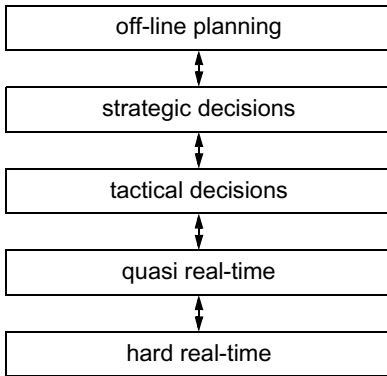 off-line planning
strategic decisions
tactical decisions
quasi real-time
hard real-time